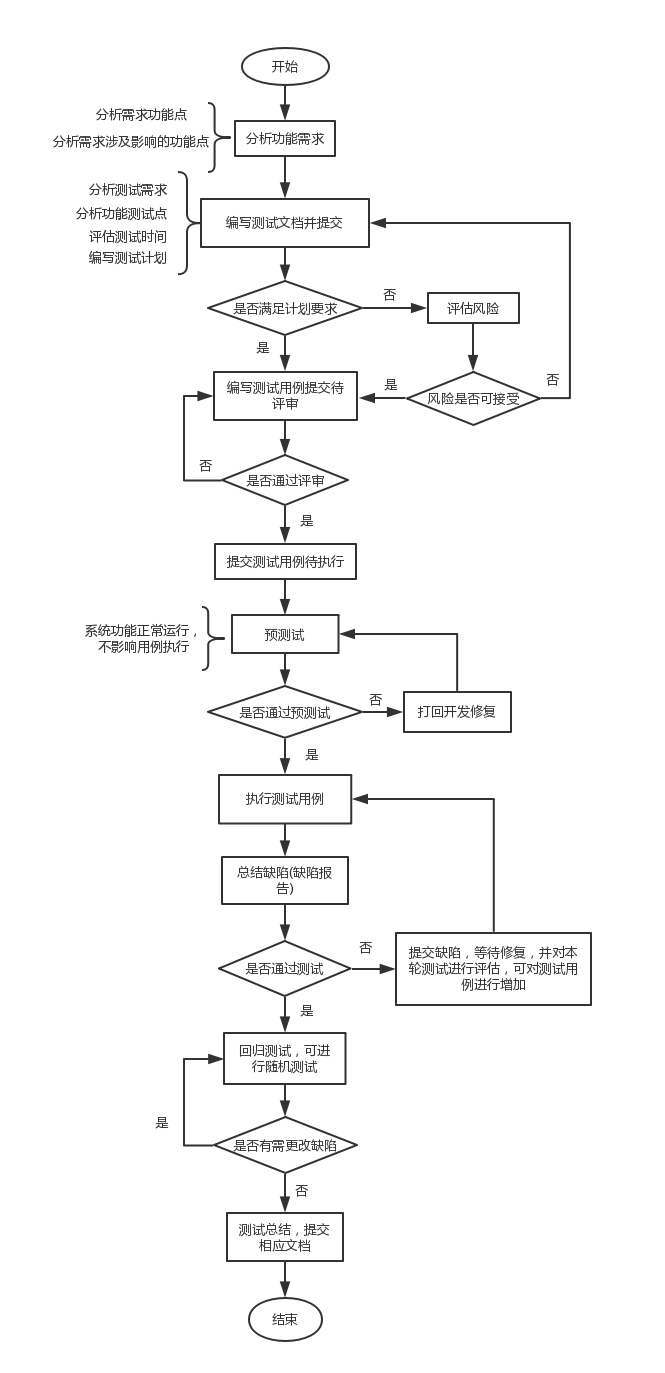 开始
分析需求功能点
分析需求涉及影响的功能点
分析功能需求
分析测试需求
分析功能测试点
评估测试时间
编写测试计划
编写测试文档并提交
是否满足计划要求
否
评估风险
是
编写测试用例提交待
评审
是
风险是否可接受
否
否
是否通过评审
是
提交测试用例待执行
系统功能正常运行，
不影响用例执行
预测试
是否通过预测试
否
打回开发修复
是
执行测试用例
总结缺陷(缺陷报
告)
是否通过测试
否
提交缺陷，等待修复，并对本
轮测试进行评估，可对测试用
例进行增加
是
回归测试，可进
行随机测试
是
是否有需更改缺陷
否
测试总结，提交
相应文档
结束